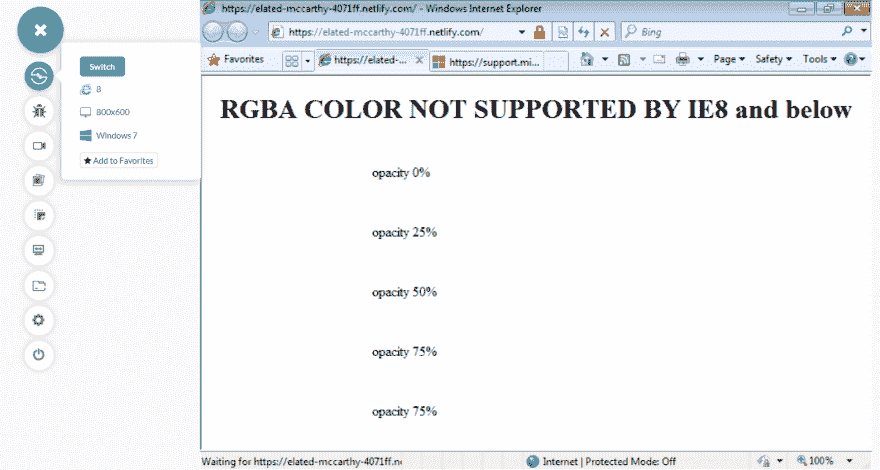 https://elated-mccarthy-4071ff.netlify.com/ - Windows Internet Explorer
https://elated-mccarthy-4071ff.netlify.com/
Bing
Favorites
https://elated-...
https://support.mi...
Page
Safety
Tools
Switch
8
800x600
Windows 7
Add to Favorites
RGBA COLOR NOT SUPPORTED BY IE8 and below
opacity 0%
opacity 25%
opacity 50%
opacity 75%
opacity 75%
Waiting for https://elated-mccarthy-4071ff.n
Internet | Protected Mode: Off
100%